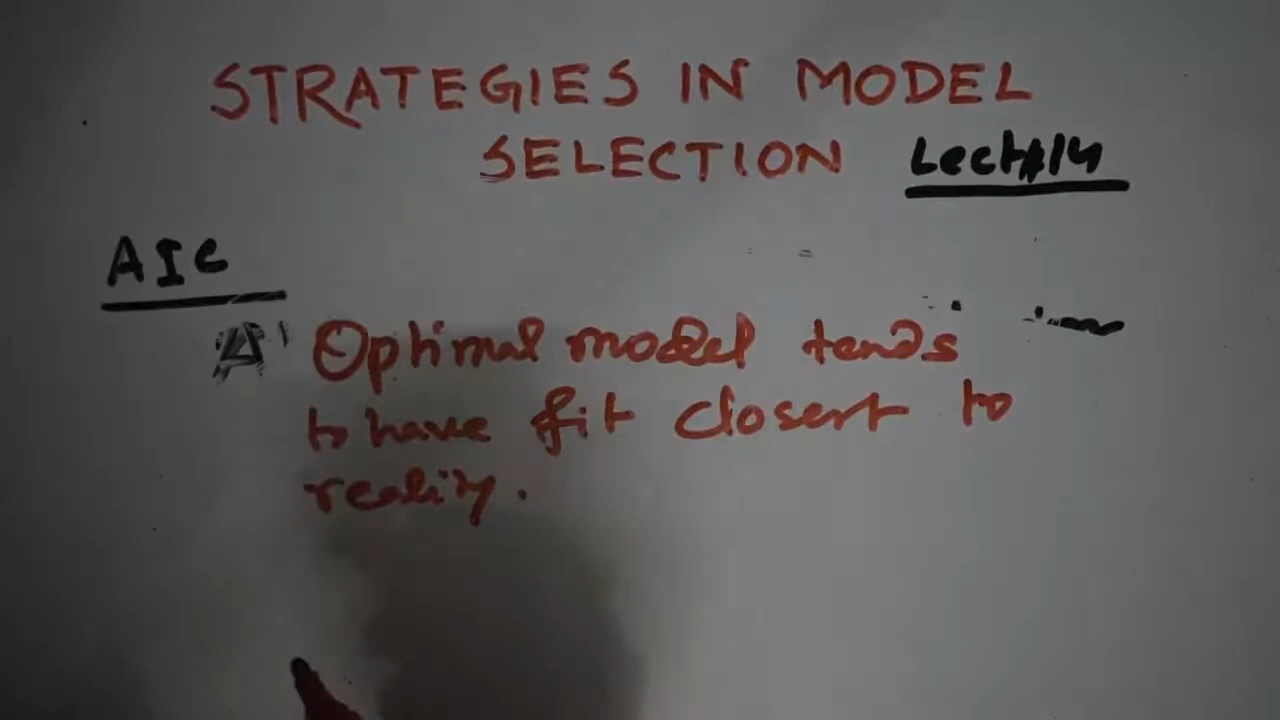 STRATEGIES IN MODEL
SELECTION Lect#14
AIC
Optimal model tends
to have fit closest to
reality.